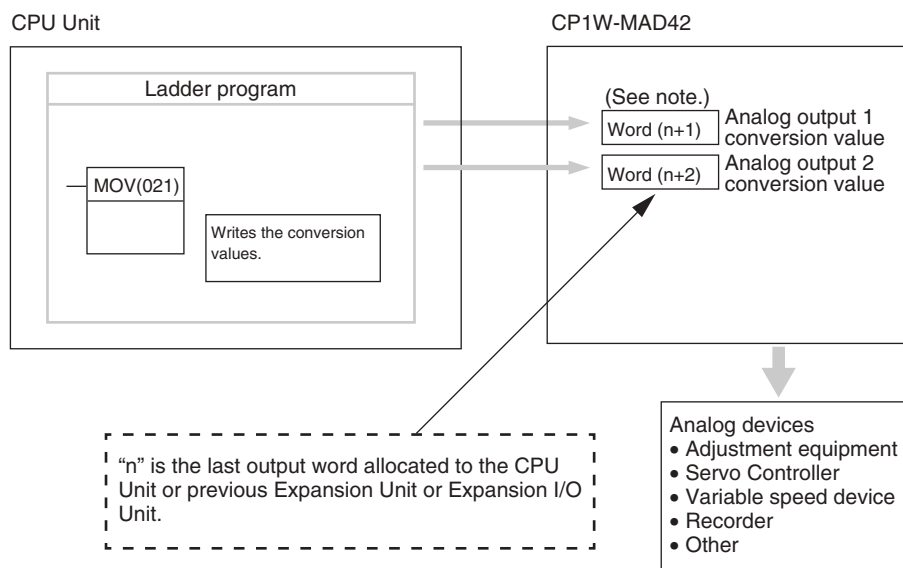 CPU Unit
CP1W-MAD42
Ladder program
MOV(021)
Writes the conversion
values.
(See note.)
Word (n+1)
Analog output 1
conversion value
Word (n+2)
Analog output 2
conversion value
“n” is the last output word allocated to the CPU
Unit or previous Expansion Unit or Expansion I/O
Unit.
Analog devices
• Adjustment equipment
• Servo Controller
• Variable speed device
• Recorder
• Other